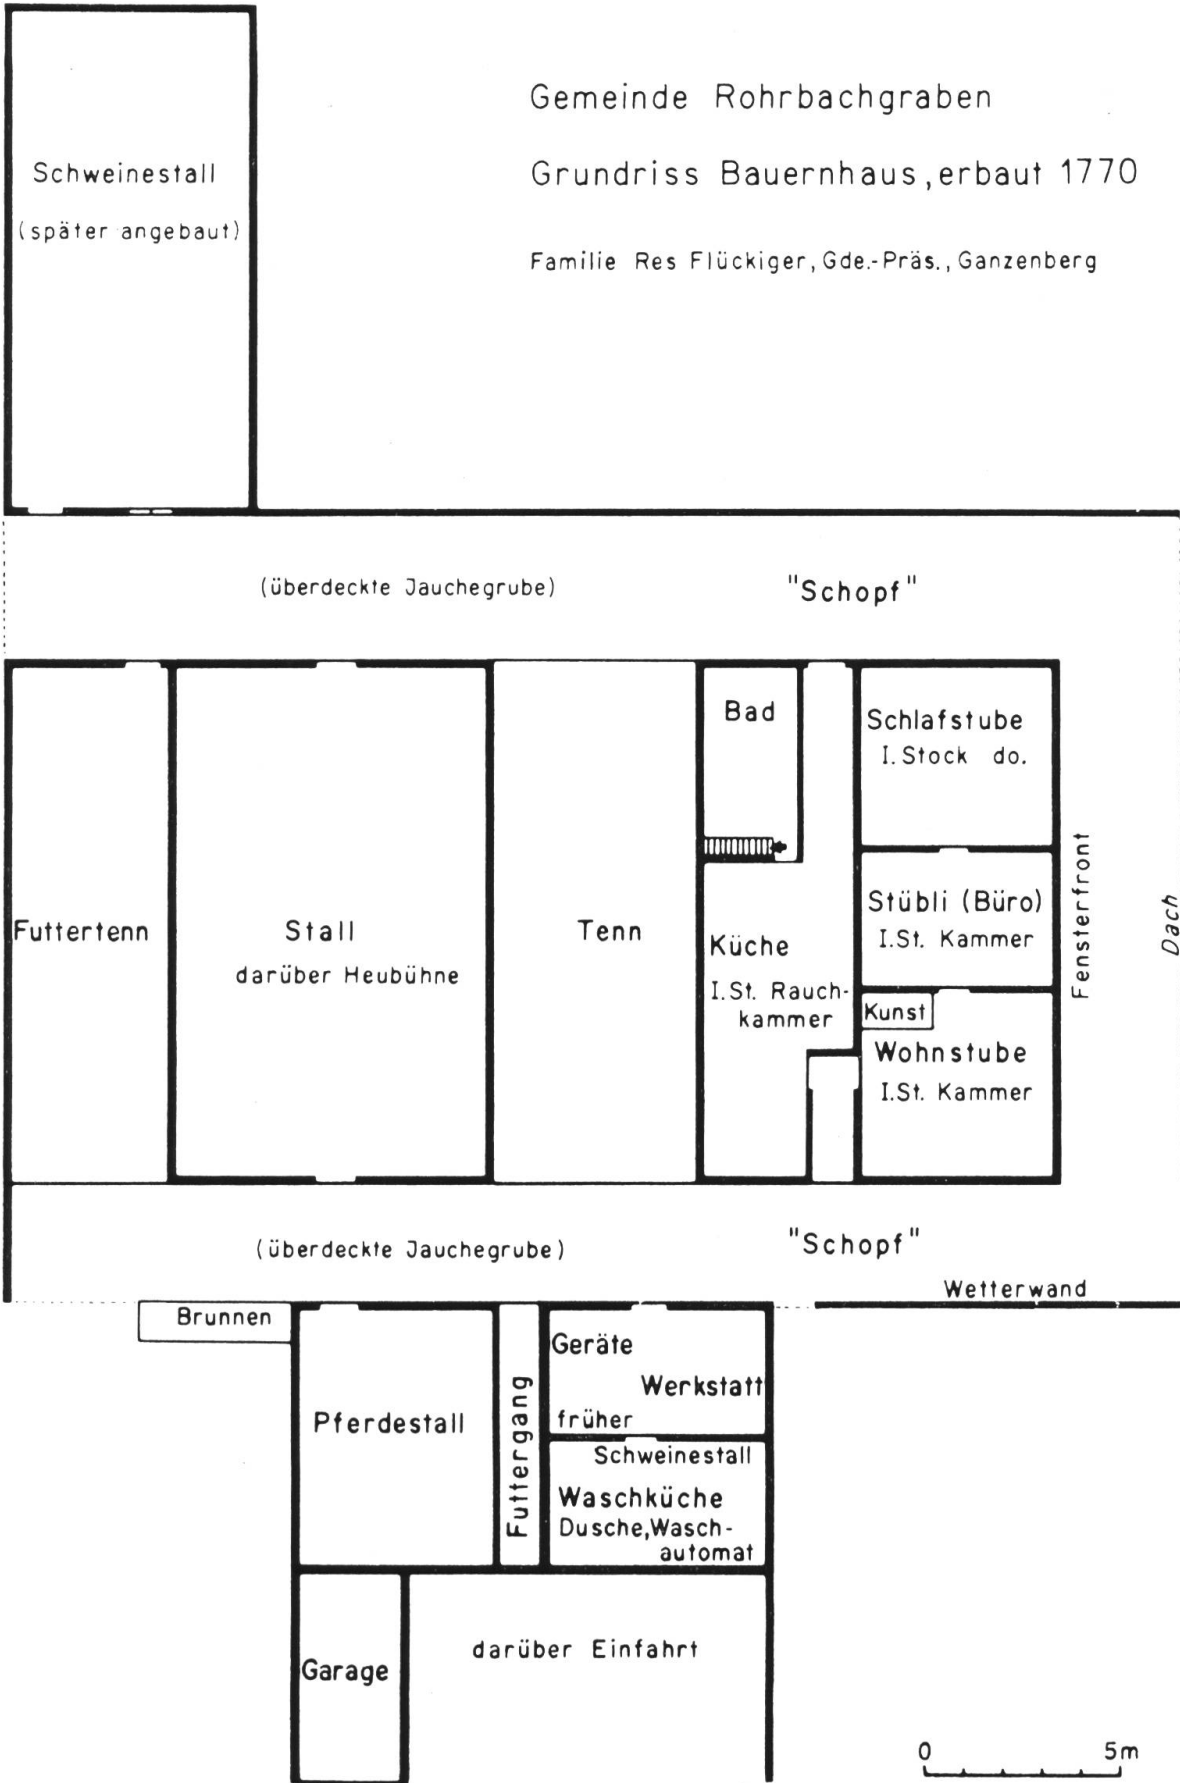 Gemeinde Rohrbachgraben
Grundriss Bauernhaus, erbaut 1770
Familie Res Flückiger, Gde.-Präs., Ganzenberg
Schweinestall
(später angebaut)
(überdeckte Jauchegrube)
"Schopf"
Futtertenn
Stall
darüber Heubühne
Tenn
Bad
Küche
I.St. Rauch-
kammer
Schlafstube
I. Stock do.
Stübli (Büro)
I.St. Kammer
Kunst
Wohnstube
I.St. Kammer
Fensterfront
Dach
(überdeckte Jauchegrube)
"Schopf"
Wetterwand
Brunnen
Pferdestall
Futtergang
Geräte
Werkstatt
früher
Schweinestall
Waschküche
Dusche, Wasch-
automat
Garage
darüber Einfahrt
0 5m